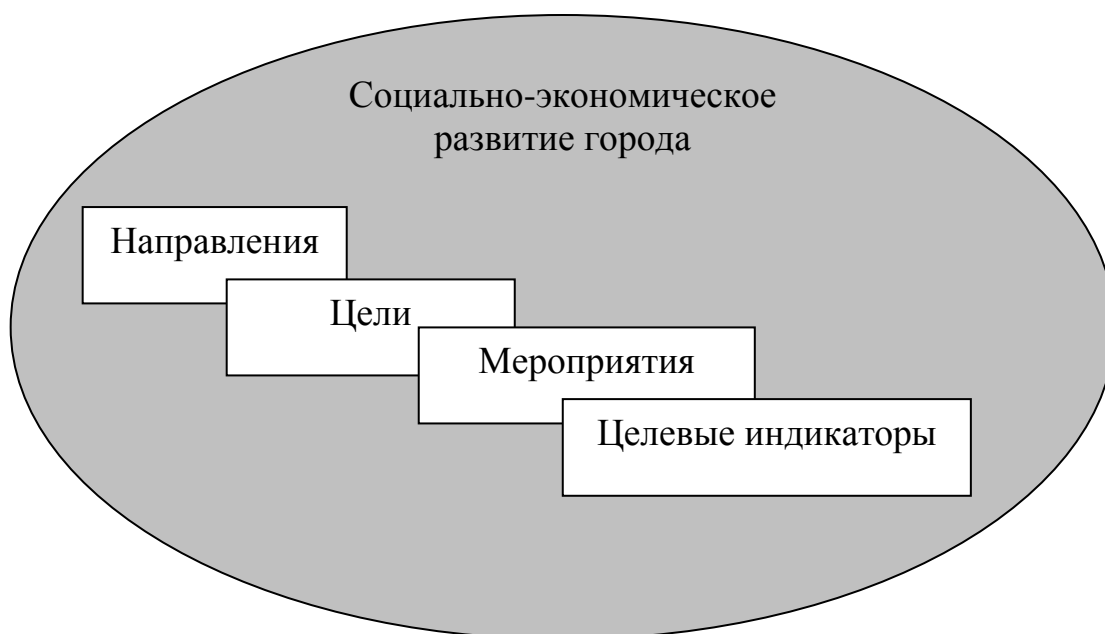 Социально-экономическое
развитие города
Направления
Цели
Мероприятия
Целевые индикаторы